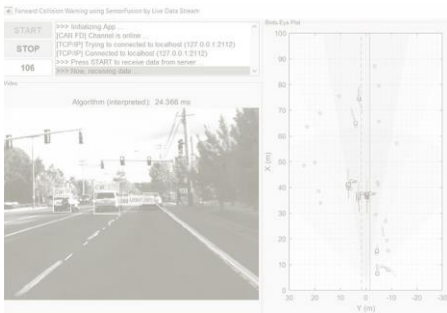 Forward Collision Warning using SensorFusion by Live Data Stream
START
STOP
106
>>> Initializing App ...
[CAN FD] Channel is online ...
[TCP/IP] Trying to connected to localhost (127.0.0.1:2112)
[TCP/IP] Connected to localhost (127.0.0.1:2112)
>>> Press START to receive data from server ...
>>> Now, receiving data ...
Video
Algorithm (interpreted): 24.366 ms
Birds-Eye Plot
100
90
80
70
60
50
40
30
20
10
0
X (m)
30
20
10
0
-10
-20
-30
Y (m)